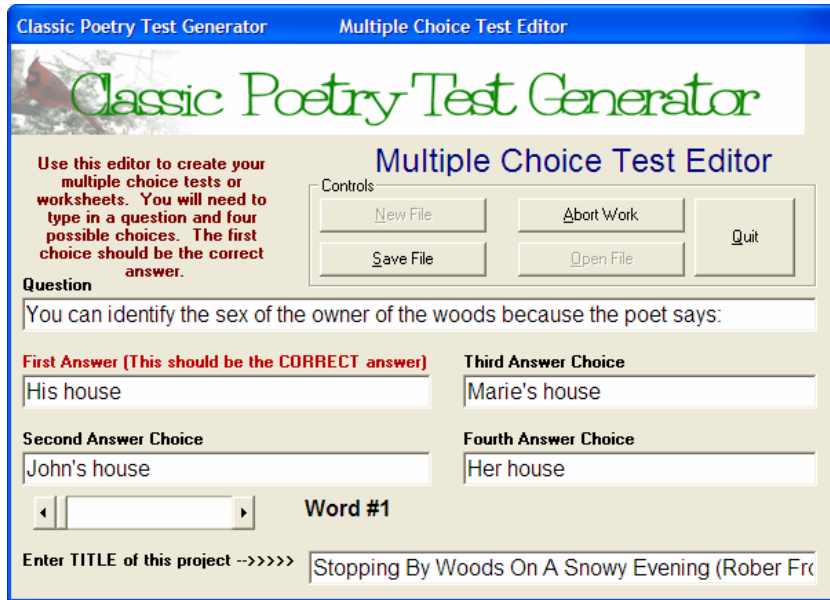 Classic Poetry Test Generator Multiple Choice Test Editor
Classic Poetry Test Generator
Use this editor to create your
multiple choice tests or
worksheets. You will need to
type in a question and four
possible choices. The first
choice should be the correct
answer.
Multiple Choice Test Editor
Controls
New File
Abort Work
Quit
Save File
Open File
Question
You can identify the sex of the owner of the woods because the poet says:
First Answer (This should be the CORRECT answer)
His house
Third Answer Choice
Marie's house
Second Answer Choice
John's house
Fourth Answer Choice
Her house
Word #1
Enter TITLE of this project -->>>>>
Stopping By Woods On A Snowy Evening (Rober Fro